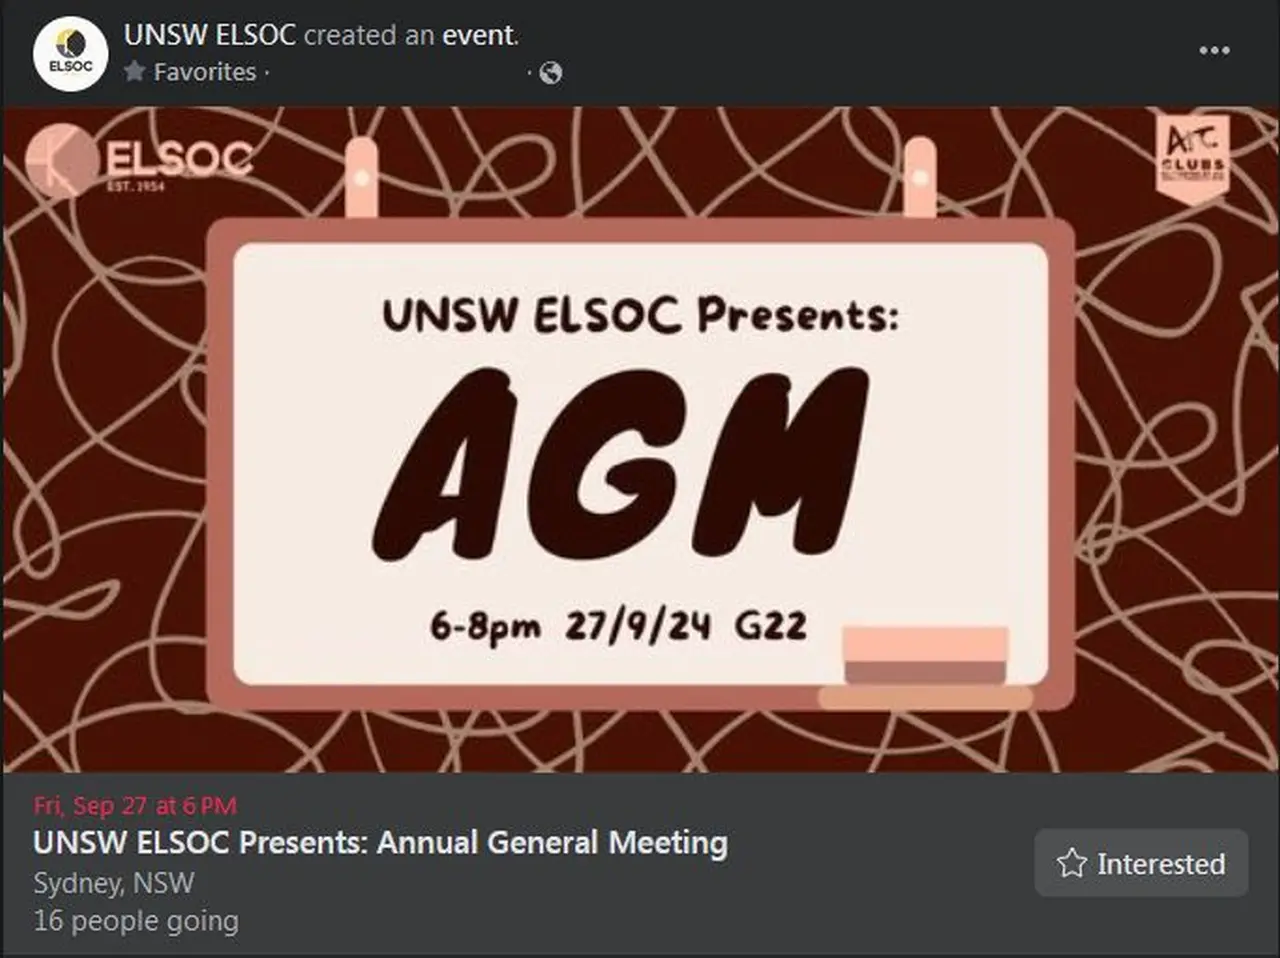 UNSW ELSOC created an event.
ELSOC
Favorites ·
·
ELSOC
EST. 1954
Arc
CLUBS
UNSW ELSOC Presents:
AGM
6-8pm 27/9/24 G22
Fri, Sep 27 at 6 PM
UNSW ELSOC Presents: Annual General Meeting
Interested
Sydney, NSW
16 people going